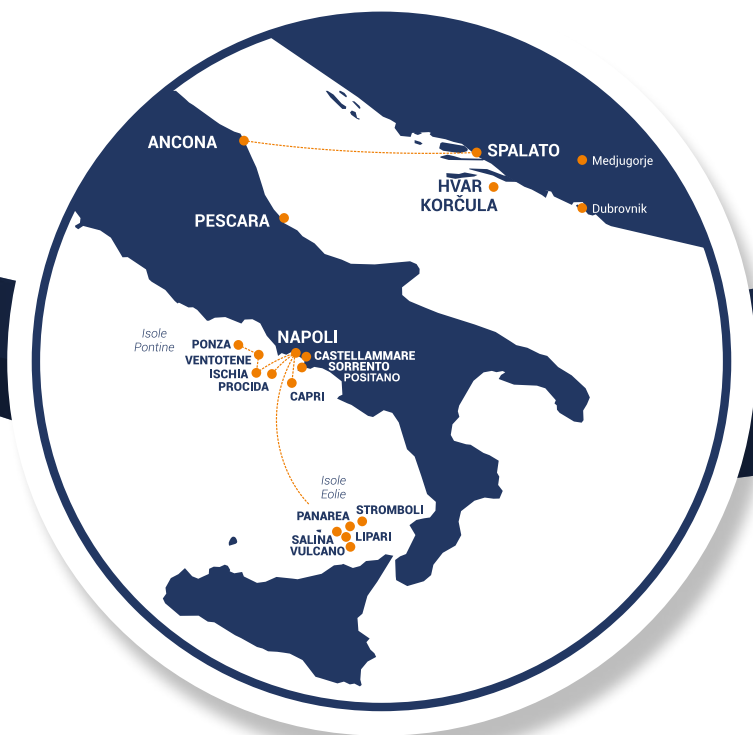 ANCONA
SPALATO
Medjugorje
HVAR
KORČULA
Dubrovnik
PESCARA
Isole
Pontine
PONZA
NAPOLI
VENTOTENE
CASTELLAMMARE
ISCHIA
SORRENTO
PROCIDA
POSITANO
CAPRI
Isole
Eolie
PANAREA
STROMBOLI
SALINA
LIPARI
VULCANO